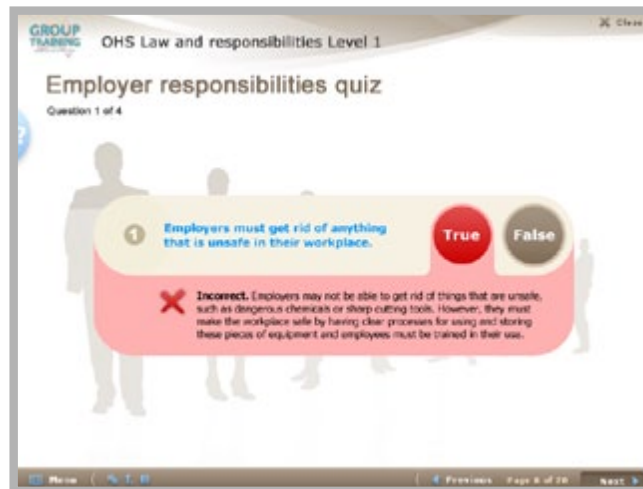 Close
GROUP
TRAINING
OHS Law and responsibilities Level 1
Employer responsibilities quiz
Question 1 of 4
?
1
Employers must get rid of anything
that is unsafe in their workplace.
True
False
Incorrect. Employers may not be able to get rid of things that are unsafe,
such as dangerous chemicals or sharp cutting tools. However, they must
make the workplace safe by having clear processes for using and storing
these pieces of equipment and employees must be trained in their use.
Menu
Previous
Page 8 of 20
Next